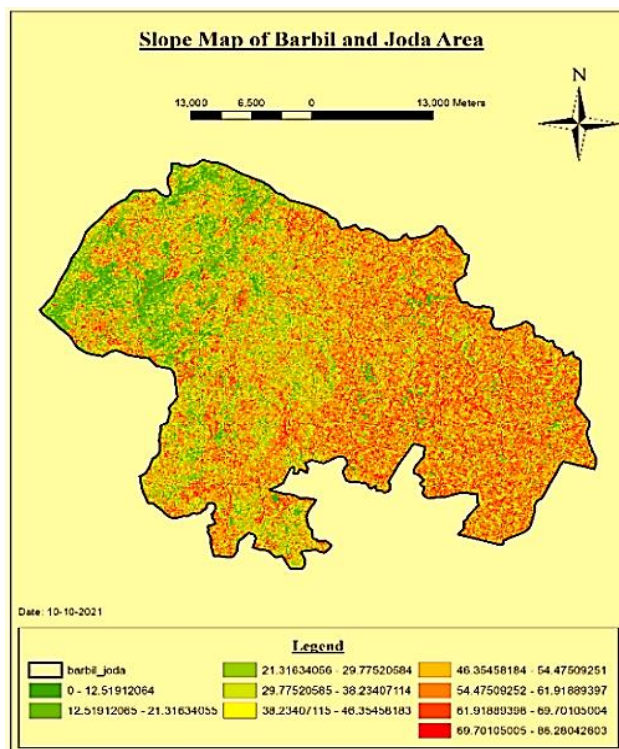 Slope Map of Barbil and Joda Area
13,000 6,500 0 13,000 Meters
N
Date: 10-10-2021
Legend
barbil_joda
0 - 12.51912064
12.51912065 - 21.31634055
21.31634056 - 29.77520584
29.77520585 - 38.23407114
38.23407115 - 46.35458183
46.35458184 - 54.47509251
54.47509252 - 61.91889397
61.91889398 - 69.70105004
69.70105005 - 86.28042603